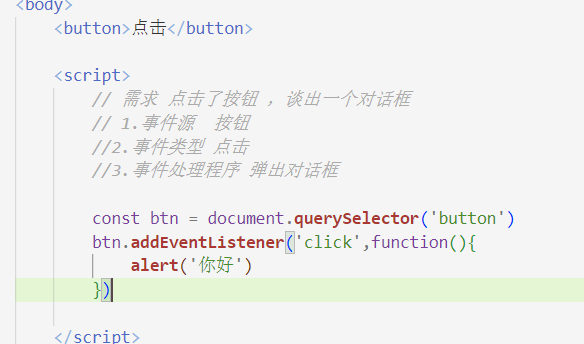 <body>
<button>点击</button>
<script>
// 需求 点击了按钮 ，谈出一个对话框
// 1.事件源  按钮
//2.事件类型 点击
//3.事件处理程序 弹出对话框
const btn = document.querySelector('button')
btn.addEventListener('click',function(){
alert('你好')
})
</script>